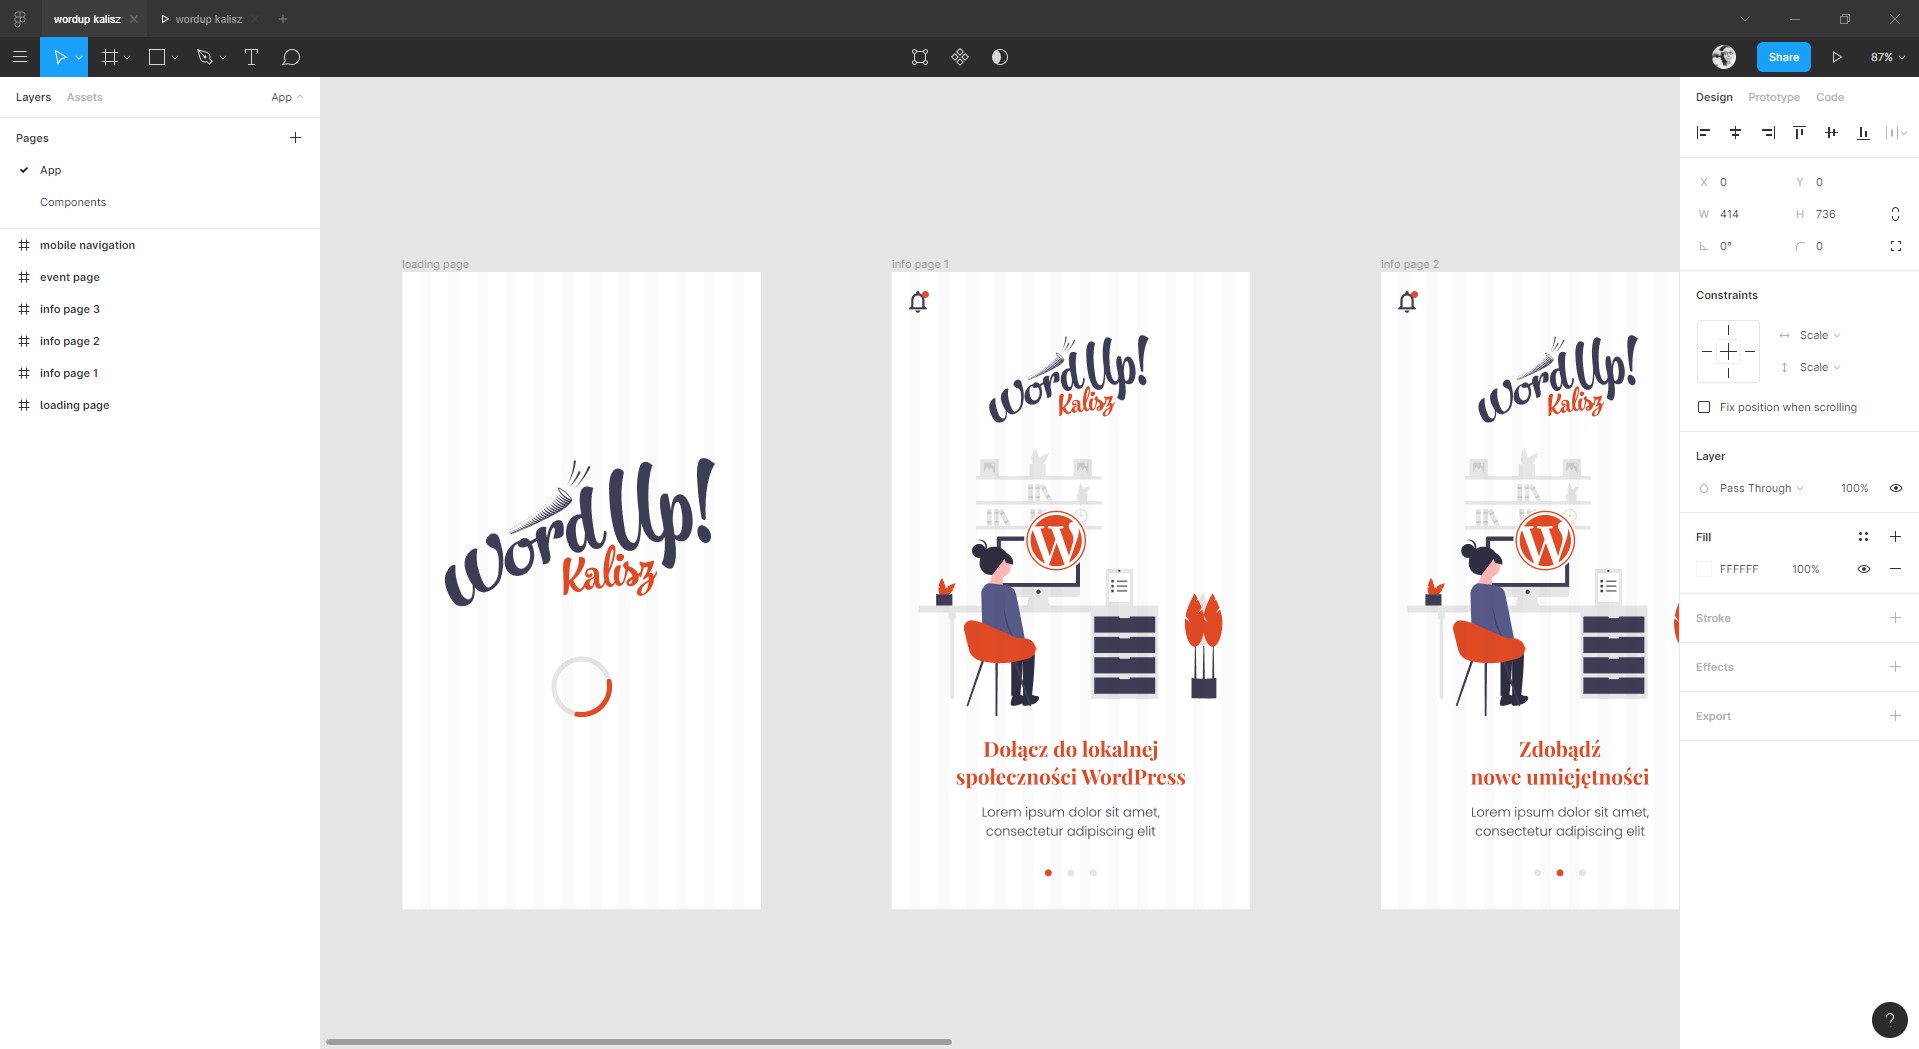 wordup kalisz
wordup kalisz
Share
87%
Layers
Assets
App
Pages
App
Components
mobile navigation
event page
info page 3
info page 2
info page 1
loading page
loading page
Word Up!
Kalisz
info page 1
Word Up!
Kalisz
Dołącz do lokalnej
społeczności WordPress
Lorem ipsum dolor sit amet,
consectetur adipiscing elit
info page 2
Word Up!
Kalisz
Zdobądź
nowe umiejętności
Lorem ipsum dolor sit amet,
consectetur adipiscing elit
Design
Prototype
Code
X 0 Y 0
W 414 H 736
0° 0
Constraints
Scale
Scale
Fix position when scrolling
Layer
Pass Through 100%
Fill
FFFFFF 100%
Stroke
Effects
Export
?